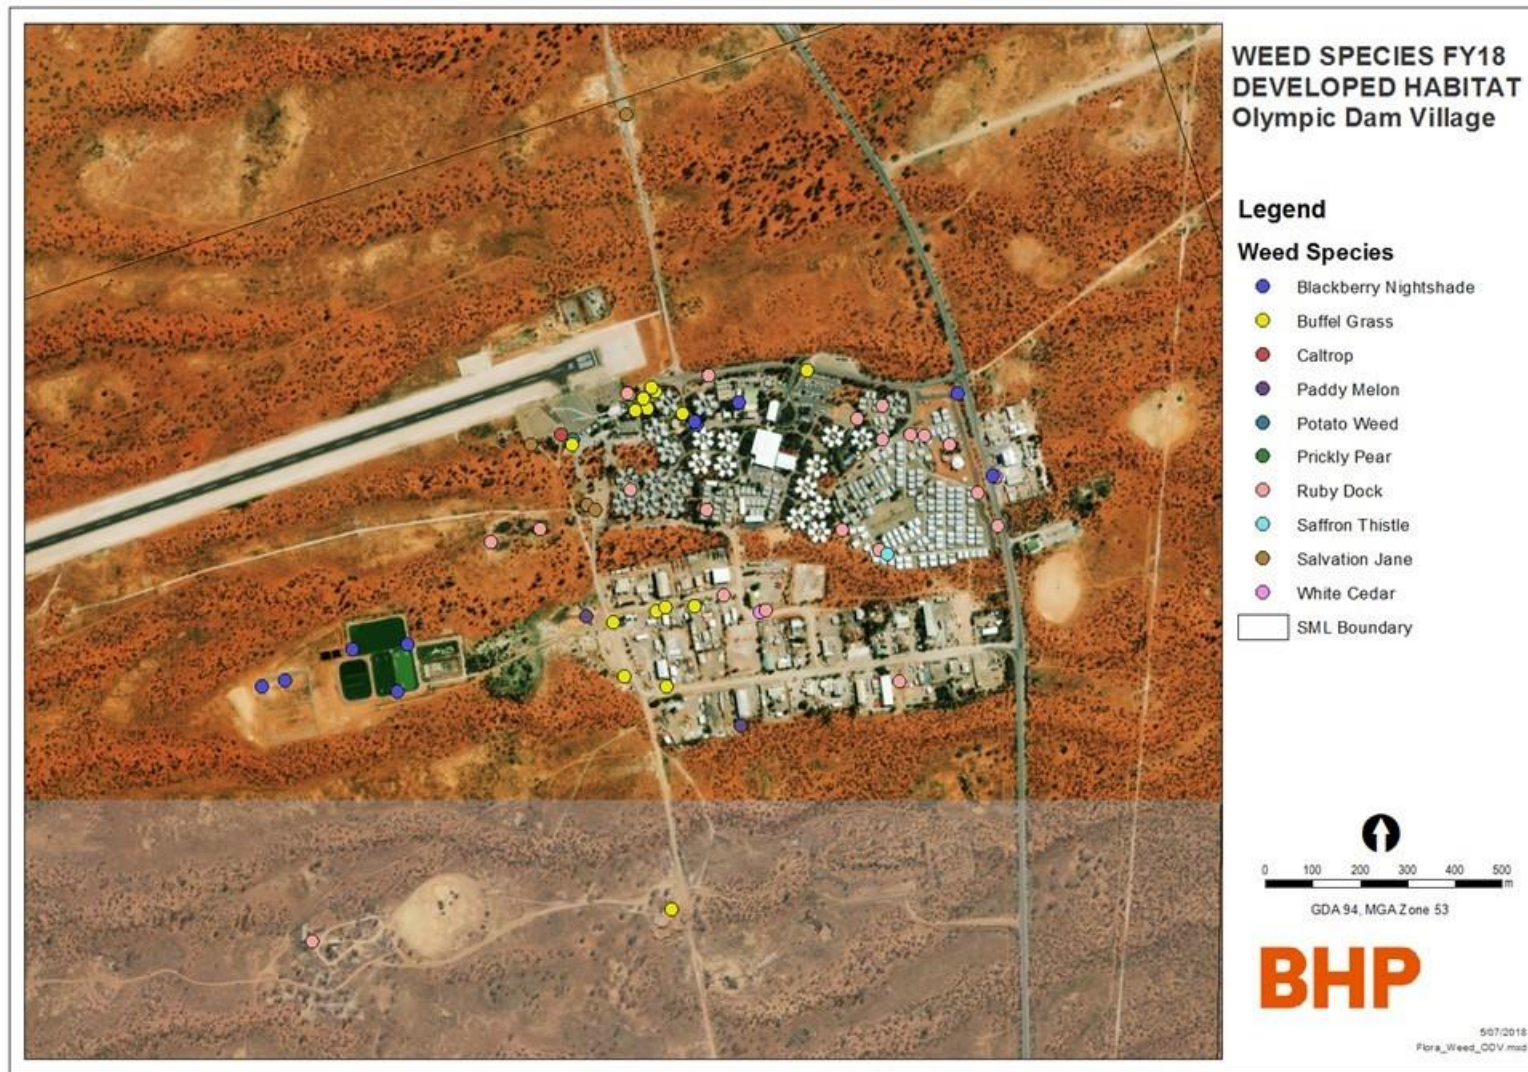 WEED SPECIES FY18
DEVELOPED HABITAT
Olympic Dam Village
Legend
Weed Species
Blackberry Nightshade
Buffel Grass
Caltrop
Paddy Melon
Potato Weed
Prickly Pear
Ruby Dock
Saffron Thistle
Salvation Jane
White Cedar
SML Boundary
0 100 200 300 400 500
m
GDA 94, MGA Zone 53
BHP
5/07/2018
Flora_Weed_ODV.mxd